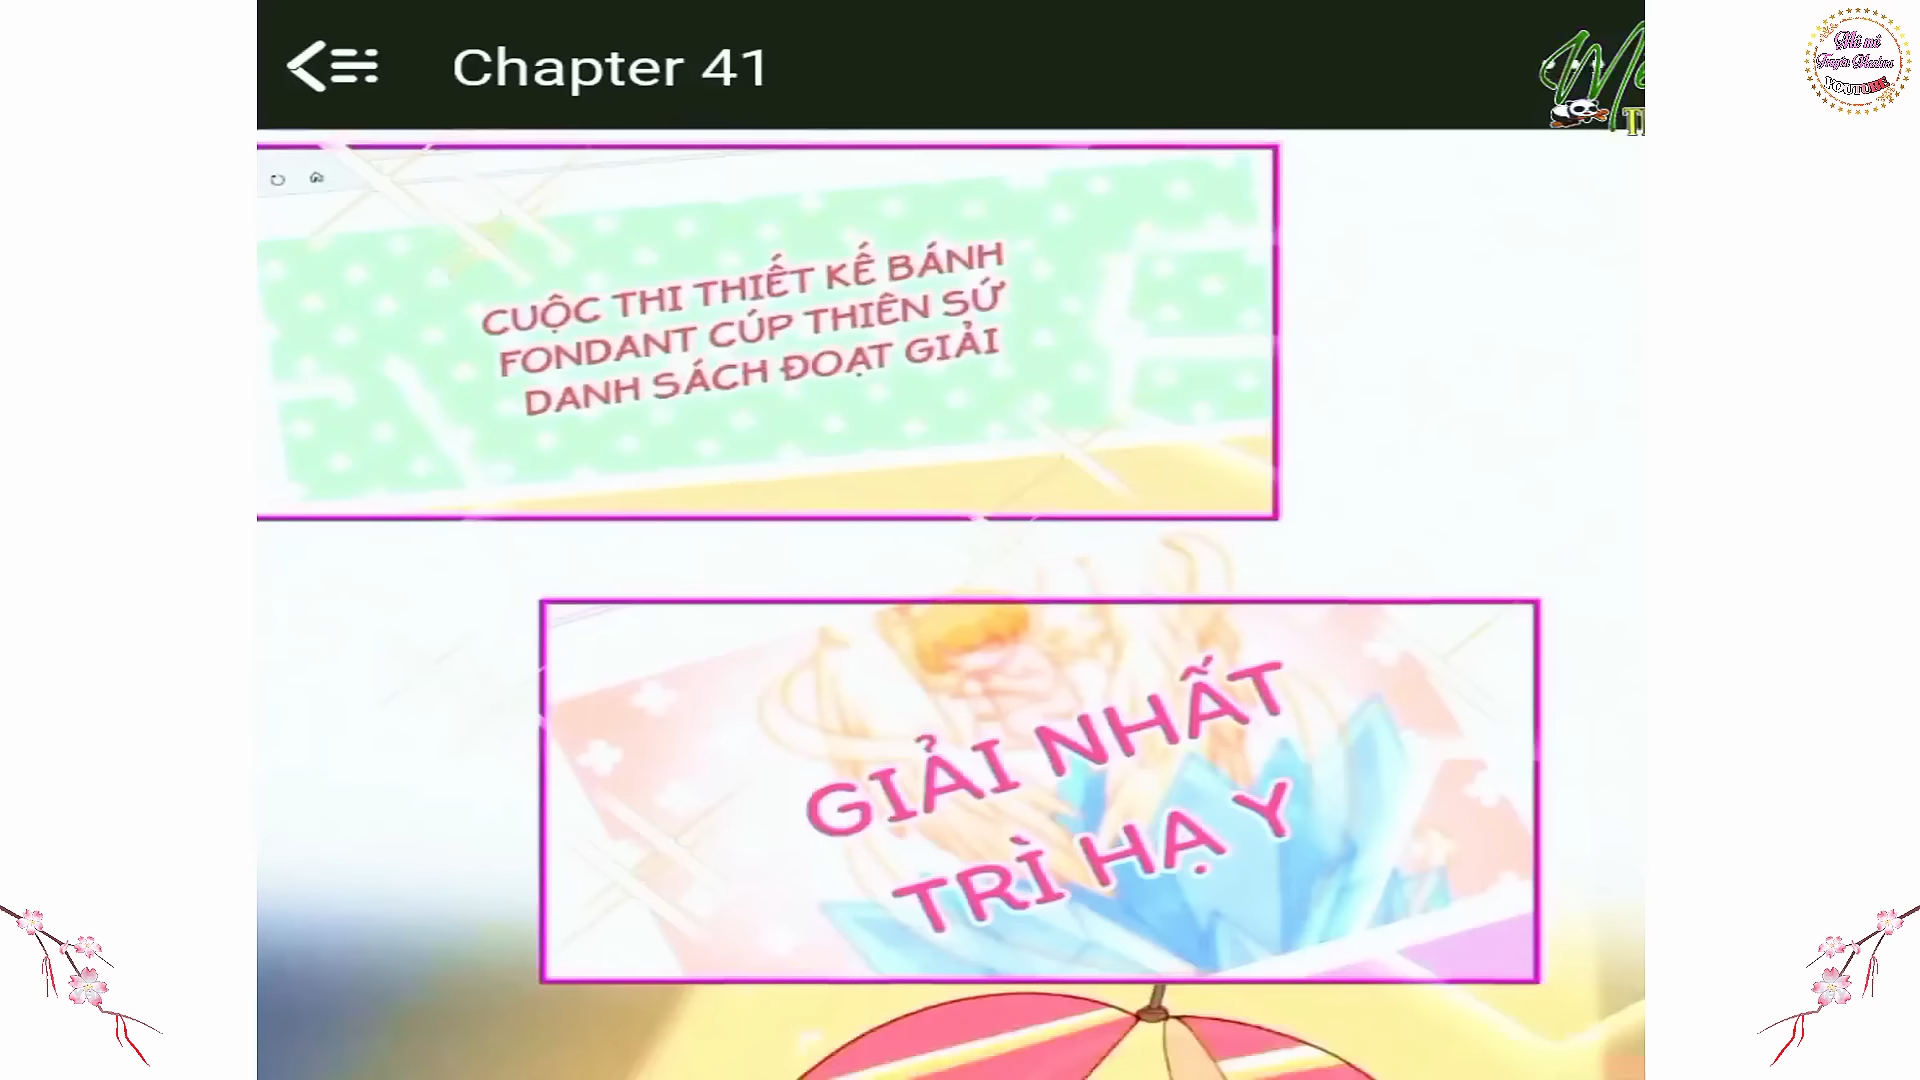 Chapter 41
CUỘC THI THIẾT KẾ BÁNH
FONDANT CÚP THIÊN SỨ
DANH SÁCH ĐOẠT GIẢI
GIẢI NHẤT
TRÌ HẠ Y
YOUTUBE